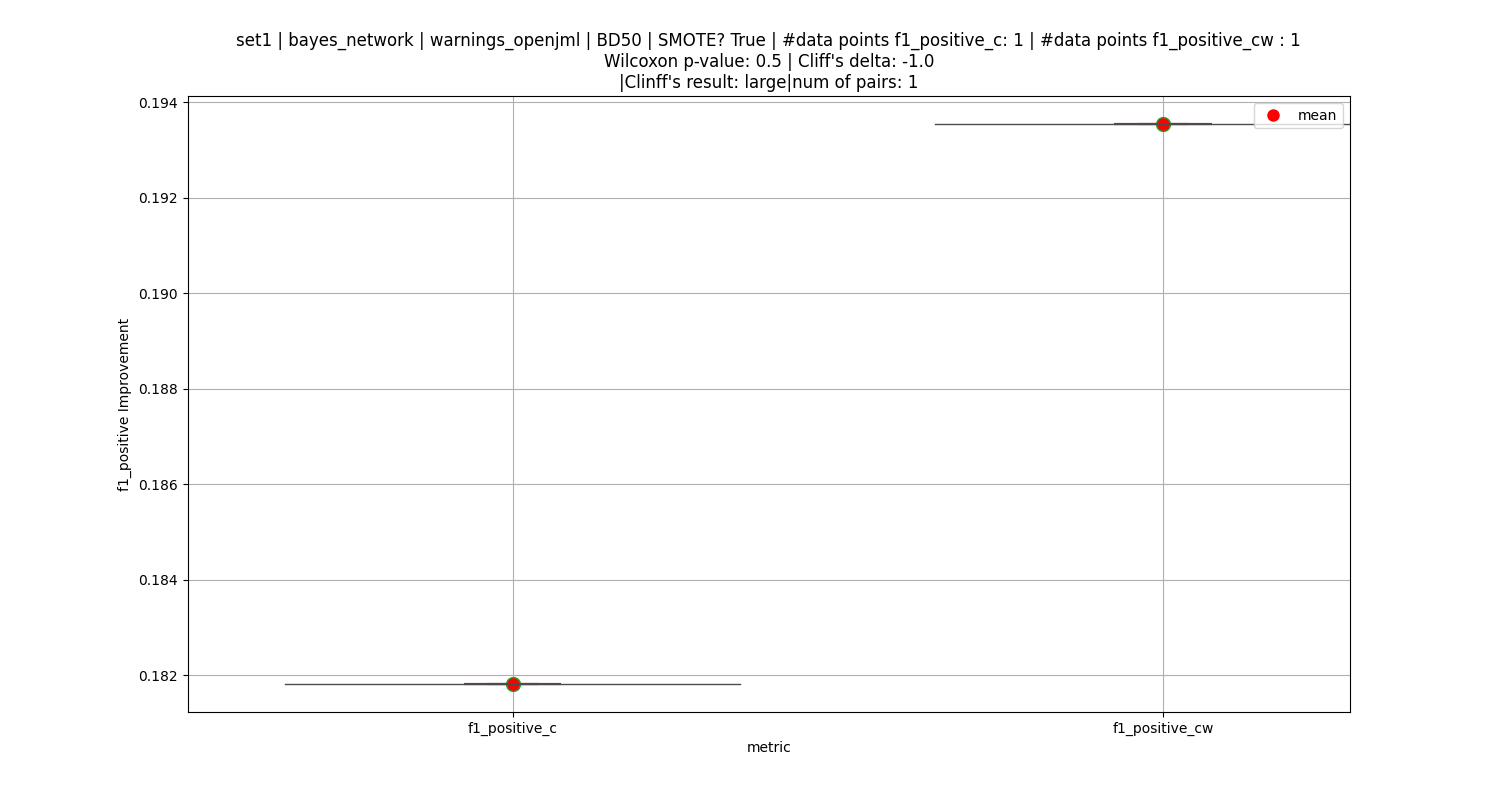 set1 | bayes_network | warnings_openjml | BD50 | SMOTE? True | #data points f1_positive_c: 1 | #data points f1_positive_cw : 1
Wilcoxon p-value: 0.5 | Cliff's delta: -1.0
|Clinff's result: large|num of pairs: 1
mean
0.194
0.192
0.190
0.188
0.186
0.184
0.182
f1_positive Improvement
f1_positive_c
f1_positive_cw
metric